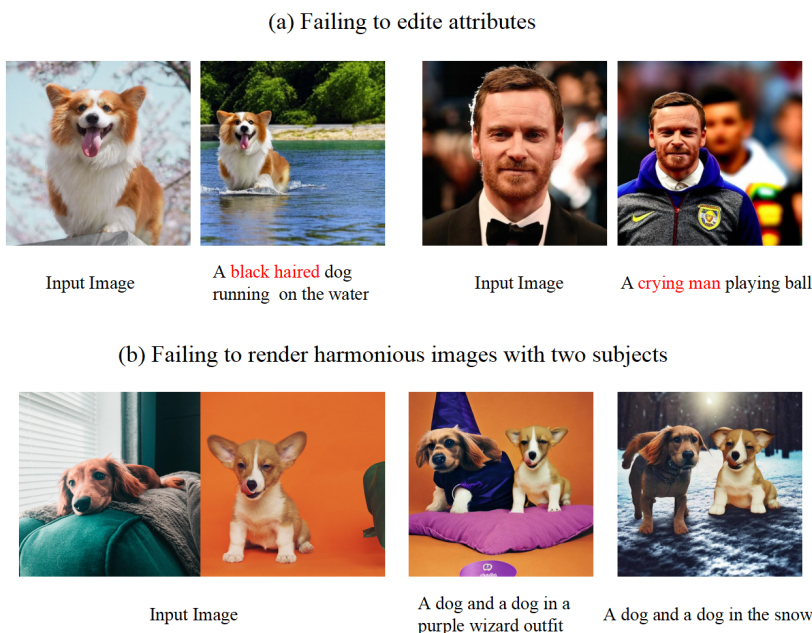 (a) Failing to edite attributes
Input Image
A black haired dog
running on the water
Input Image
A crying man playing ball
(b) Failing to render harmonious images with two subjects
Input Image
A dog and a dog in a
purple wizard outfit
A dog and a dog in the snow